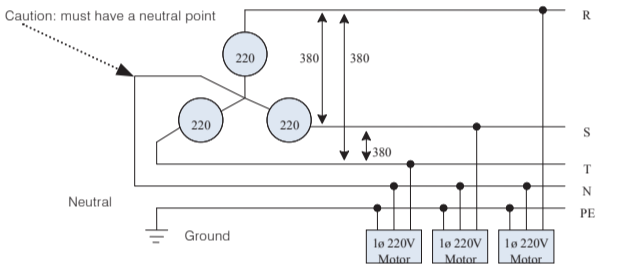 Caution: must have a neutral point
R
220
380
380
220
220
S
380
T
N
Neutral
PE
Ground
1ø 220V
Motor
1ø 220V
Motor
1ø 220V
Motor